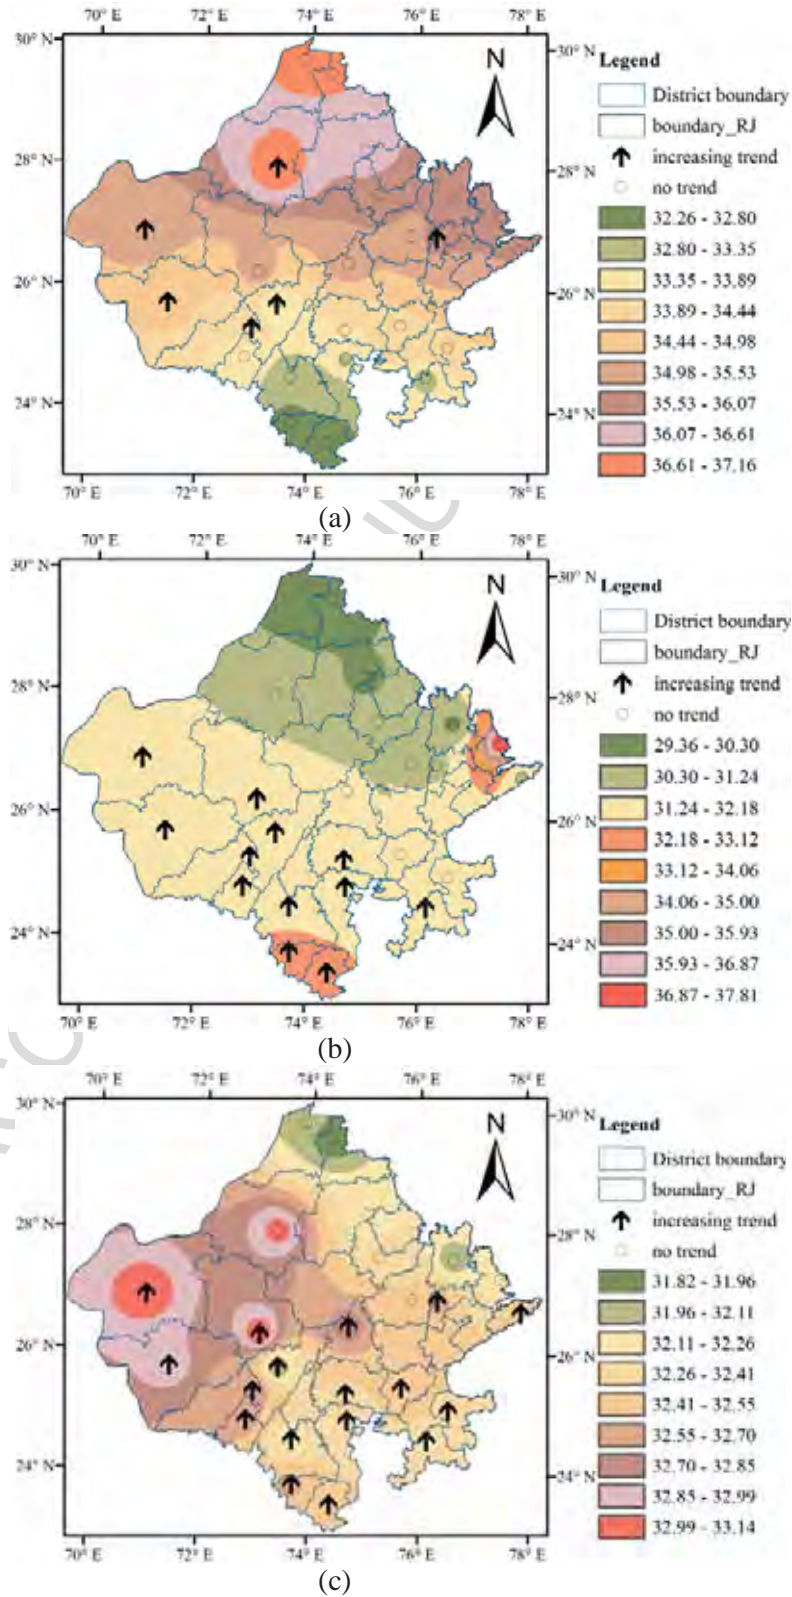 70° E 72° E 74° E 76° E 78° E
30° N 30° N Legend
N
District boundary
boundary_RJ
28° N 28° N increasing trend
no trend
32.26 - 32.80
32.80 - 33.35
26° N 26° N 33.35 - 33.89
33.89 - 34.44
34.44 - 34.98
34.98 - 35.53
24° N 24° N 35.53 - 36.07
36.07 - 36.61
36.61 - 37.16
70° E 72° E 74° E 76° E 78° E
(a)
70° E 72° E 74° E 76° E 78° E
30° N 30° N Legend
N
District boundary
boundary_RJ
28° N 28° N increasing trend
no trend
29.36 - 30.30
30.30 - 31.24
26° N 26° N 31.24 - 32.18
32.18 - 33.12
33.12 - 34.06
34.06 - 35.00
24° N 24° N 35.00 - 35.93
35.93 - 36.87
36.87 - 37.81
70° E 72° E 74° E 76° E 78° E
(b)
70° E 72° E 74° E 76° E 78° E
30° N 30° N Legend
N
District boundary
boundary_RJ
28° N 28° N increasing trend
no trend
31.82 - 31.96
31.96 - 32.11
26° N 26° N 32.11 - 32.26
32.26 - 32.41
32.41 - 32.55
32.55 - 32.70
24° N 24° N 32.70 - 32.85
32.85 - 32.99
32.99 - 33.14
70° E 72° E 74° E 76° E 78° E
(c)